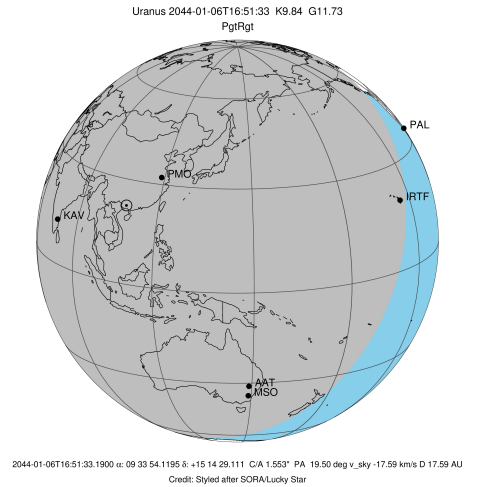 Uranus 2044-01-06T16:51:33 K9.84 G11.73
PgtRgt
PAL
PMO
IRTF
KAV
AAT
MSO
2044-01-06T16:51:33.1900 α: 09 33 54.1195 δ: +15 14 29.111 C/A 1.553" PA 19.50 deg v_sky -17.59 km/s D 17.59 AU
Credit: Styled after SORA/Lucky Star